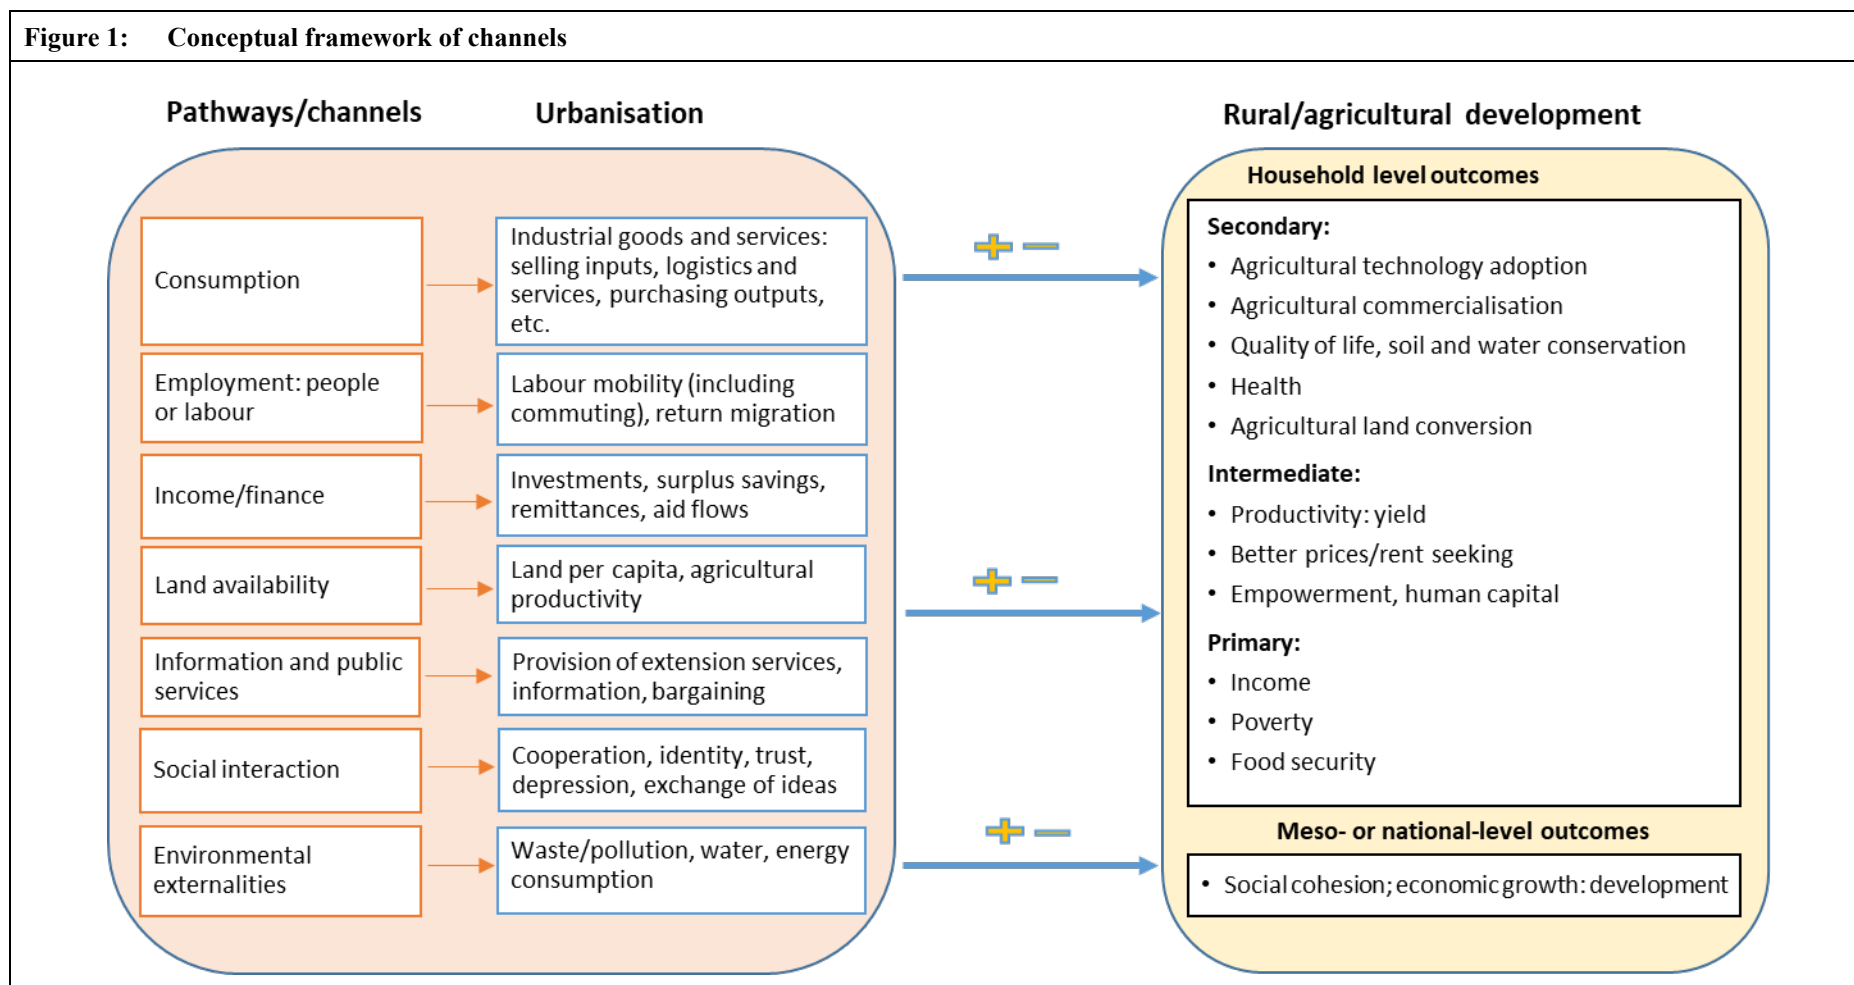 Figure 1: Conceptual framework of channels
Pathways/channels
Urbanisation
Rural/agricultural development
Consumption
Industrial goods and services:
selling inputs, logistics and
services, purchasing outputs,
etc.
Employment: people
or labour
Labour mobility (including
commuting), return migration
Income/finance
Investments, surplus savings,
remittances, aid flows
Land availability
Land per capita, agricultural
productivity
Information and public
services
Provision of extension services,
information, bargaining
Social interaction
Cooperation, identity, trust,
depression, exchange of ideas
Environmental
externalities
Waste/pollution, water, energy
consumption
Household level outcomes
Secondary:
• Agricultural technology adoption
• Agricultural commercialisation
• Quality of life, soil and water conservation
• Health
• Agricultural land conversion
Intermediate:
• Productivity: yield
• Better prices/rent seeking
• Empowerment, human capital
Primary:
• Income
• Poverty
• Food security
Meso- or national-level outcomes
• Social cohesion; economic growth: development